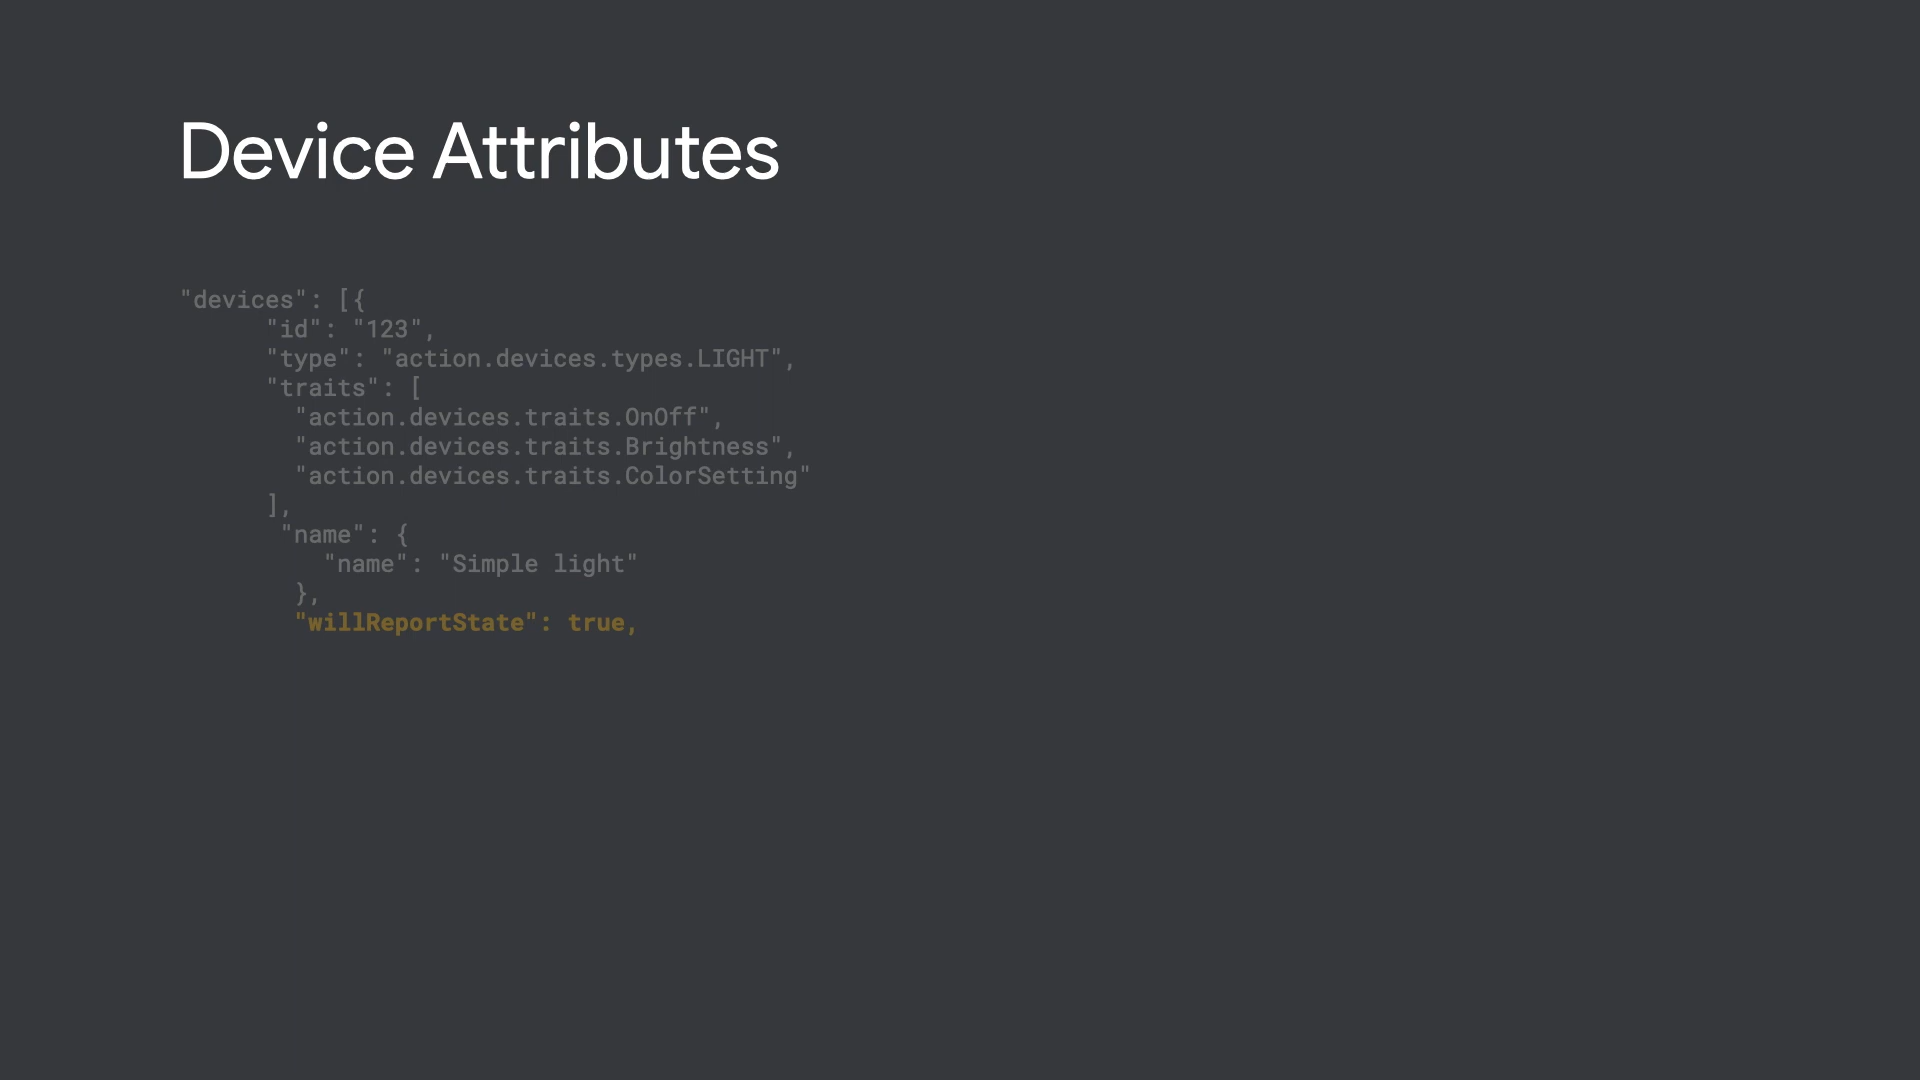 Device Attributes
"devices": [{
"id": "123",
"type": "action.devices.types.LIGHT",
"traits": [
"action.devices.traits.OnOff",
"action.devices.traits.Brightness",
"action.devices.traits.ColorSetting"
],
"name": {
"name": "Simple light"
},
"willReportState": true,